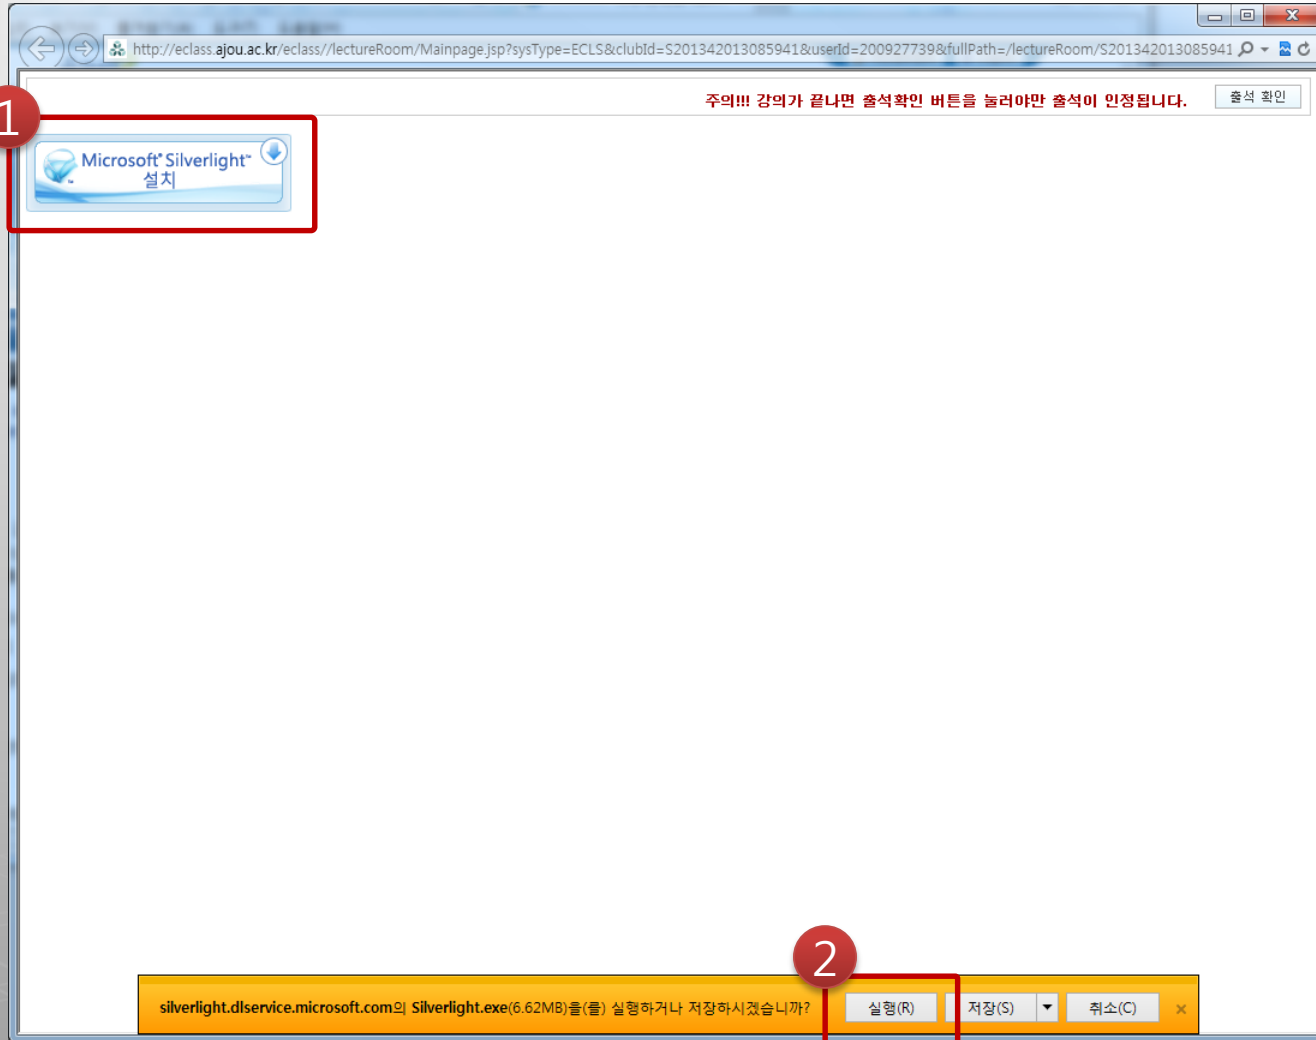 http://eclass.ajou.ac.kr/eclass//lectureRoom/Mainpage.jsp?sysType=ECLS&clubId=S201342013085941&userId=200927739&fullPath=/lectureRoom/S201342013085941
주의!!! 강의가 끝나면 출석확인 버튼을 눌러야만 출석이 인정됩니다. 출석 확인
1
Microsoft® Silverlight™
설치
2
silverlight.dlservice.microsoft.com의 Silverlight.exe(6.62MB)을(를) 실행하거나 저장하시겠습니까? 실행(R) 저장(S) 취소(C) ×